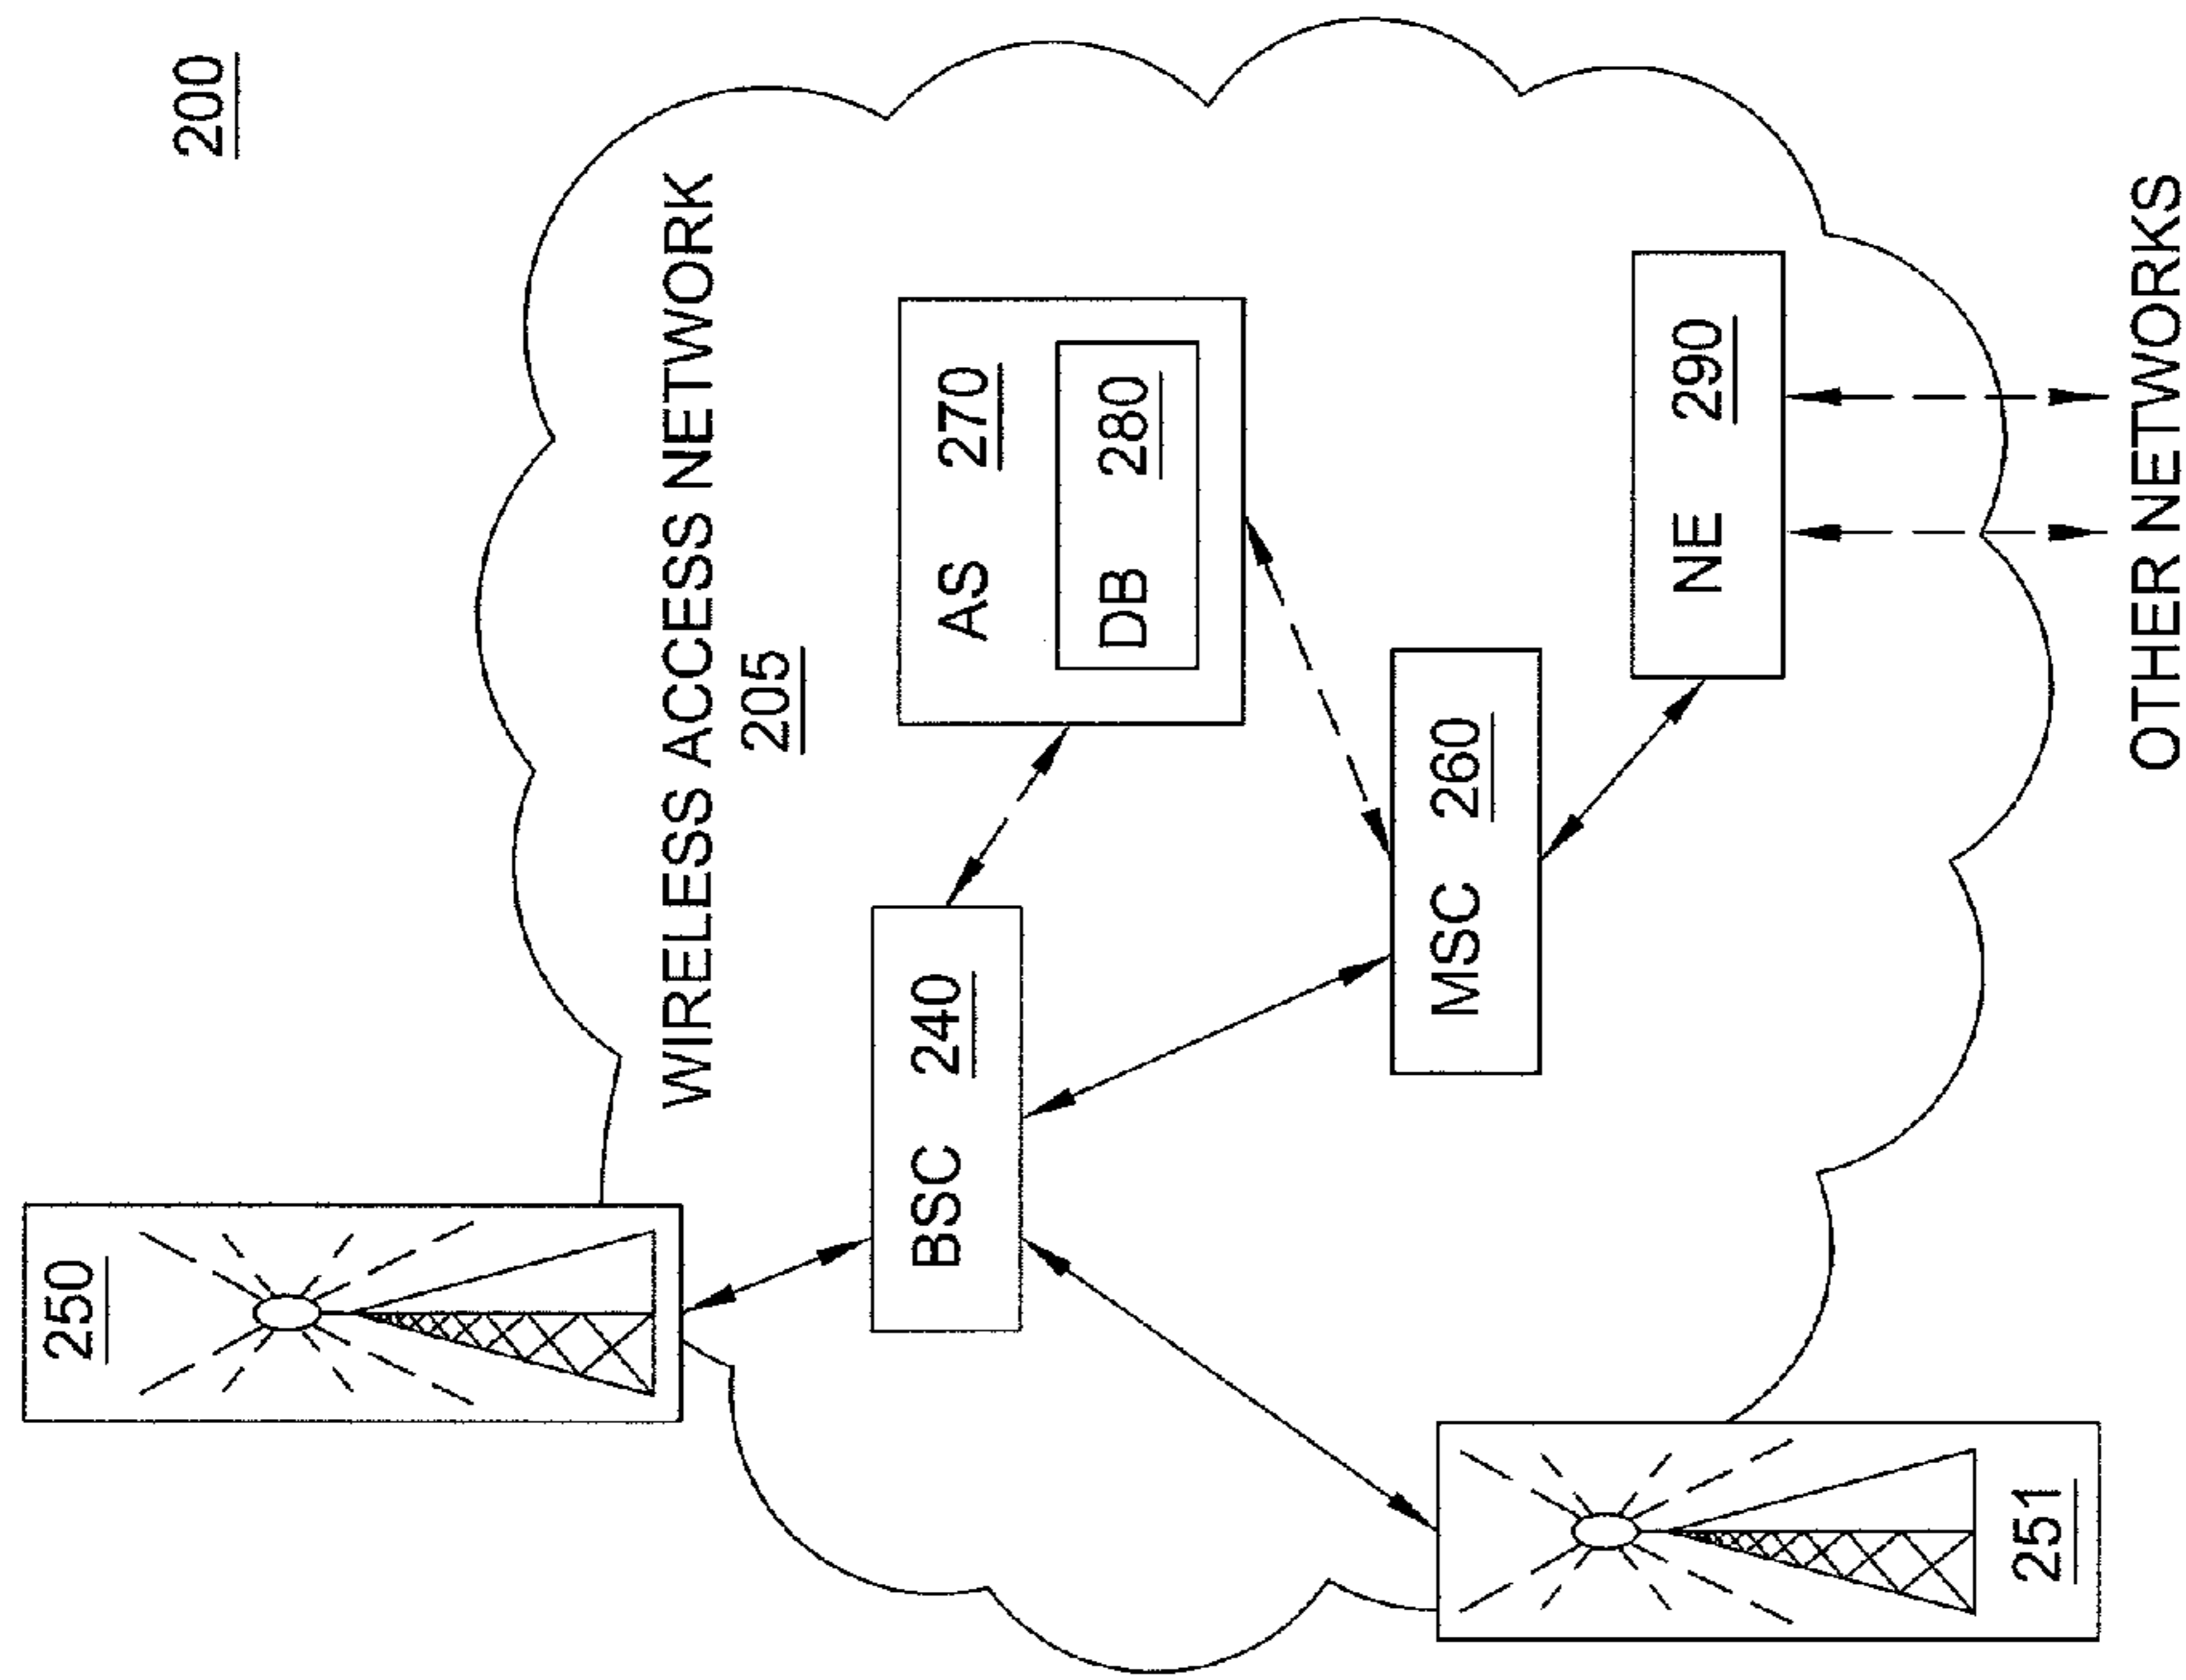 200
WIRELESS ACCESS NETWORK
205
250
BSC 240
AS 270
DB 280
MSC 260
NE 290
251
OTHER NETWORKS